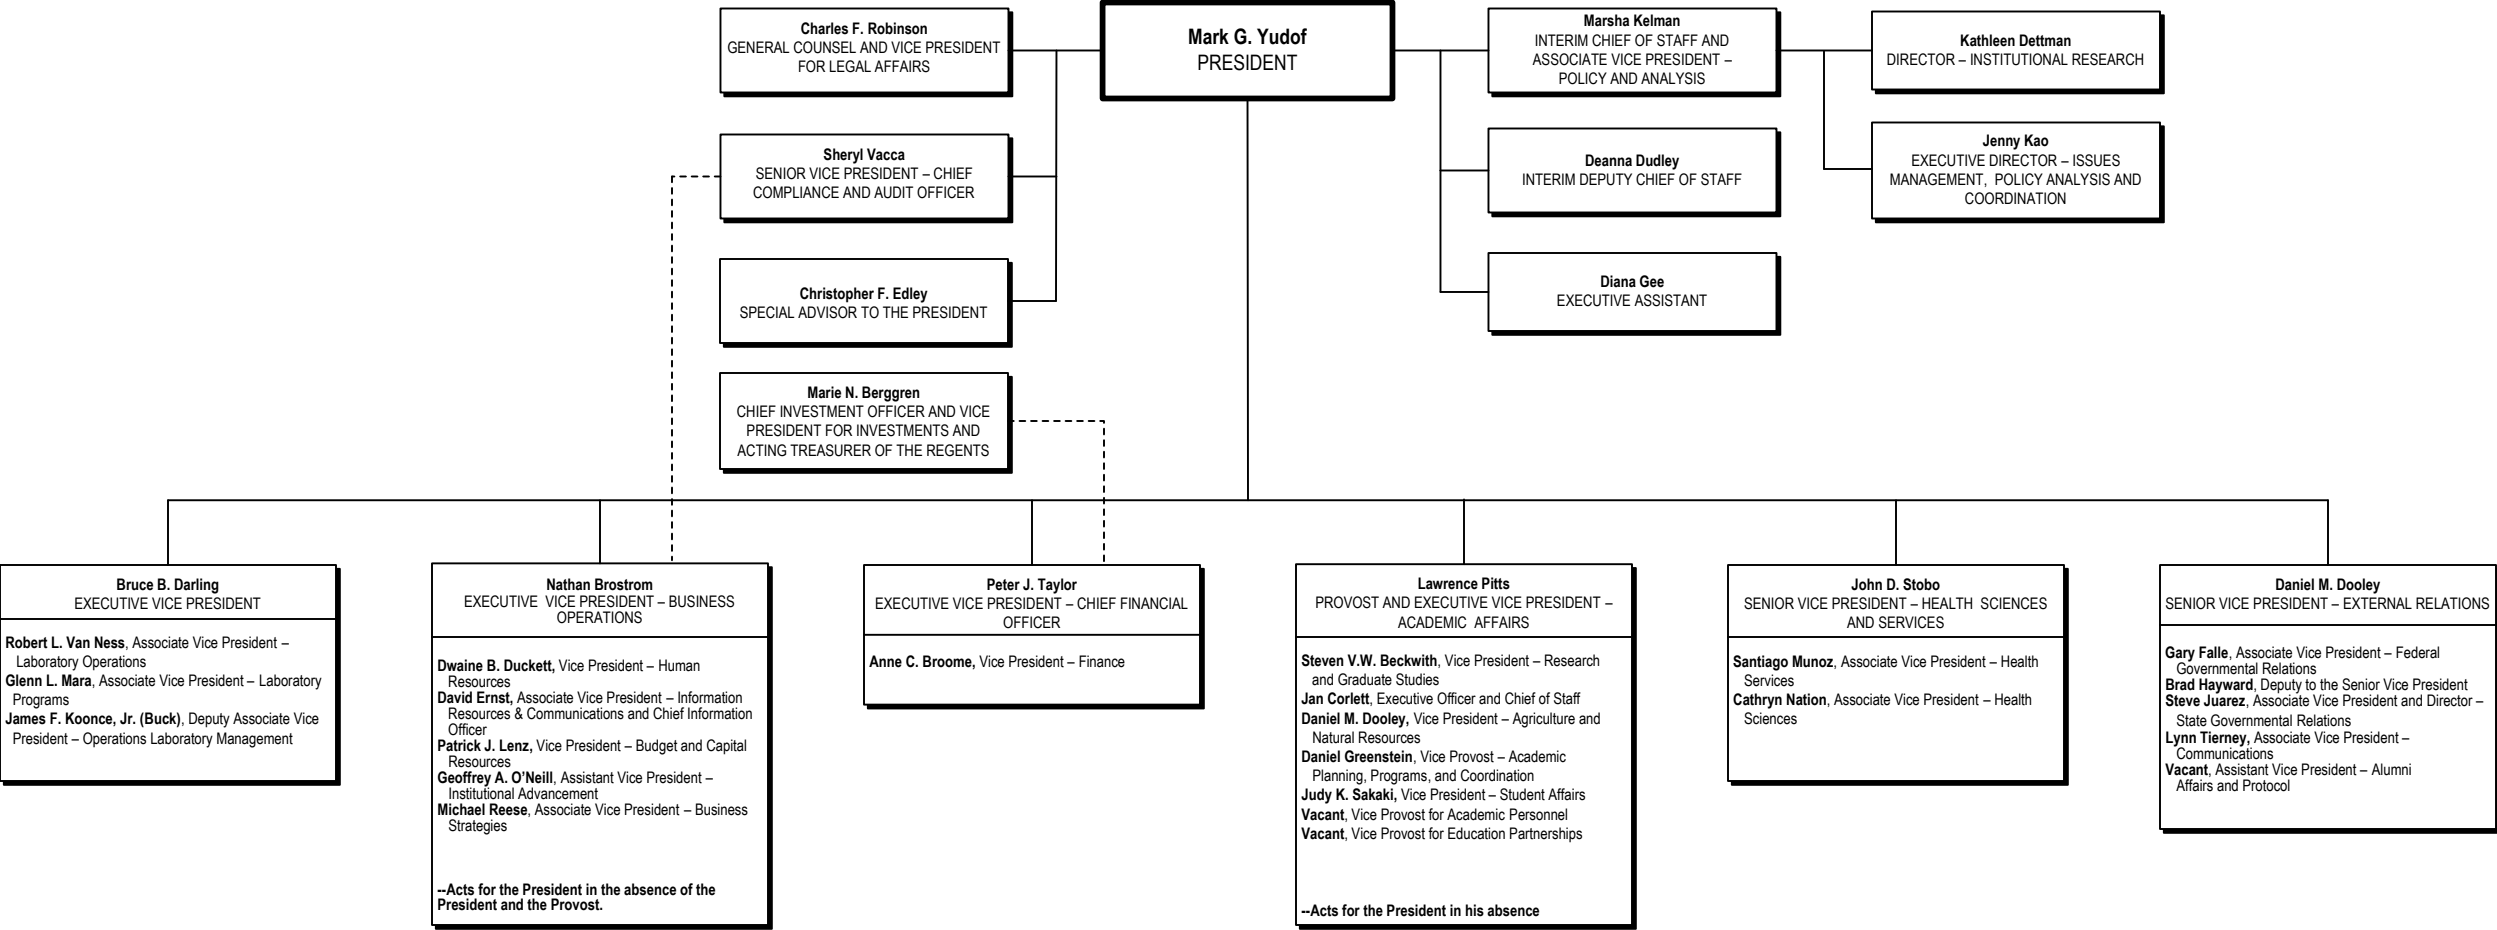 Charles F. Robinson
GENERAL COUNSEL AND VICE PRESIDENT
FOR LEGAL AFFAIRS
Mark G. Yudof
PRESIDENT
Marsha Kelman
INTERIM CHIEF OF STAFF AND
ASSOCIATE VICE PRESIDENT –
POLICY AND ANALYSIS
Kathleen Dettman
DIRECTOR – INSTITUTIONAL RESEARCH
Sheryl Vacca
SENIOR VICE PRESIDENT – CHIEF
COMPLIANCE AND AUDIT OFFICER
Deanna Dudley
INTERIM DEPUTY CHIEF OF STAFF
Jenny Kao
EXECUTIVE DIRECTOR – ISSUES
MANAGEMENT, POLICY ANALYSIS AND
COORDINATION
Christopher F. Edley
SPECIAL ADVISOR TO THE PRESIDENT
Diana Gee
EXECUTIVE ASSISTANT
Marie N. Berggren
CHIEF INVESTMENT OFFICER AND VICE
PRESIDENT FOR INVESTMENTS AND
ACTING TREASURER OF THE REGENTS
Bruce B. Darling
EXECUTIVE VICE PRESIDENT
Robert L. Van Ness, Associate Vice President –
Laboratory Operations
Glenn L. Mara, Associate Vice President – Laboratory
Programs
James F. Koonce, Jr. (Buck), Deputy Associate Vice
President – Operations Laboratory Management
Nathan Brostrom
EXECUTIVE VICE PRESIDENT – BUSINESS
OPERATIONS
Dwaine B. Duckett, Vice President – Human
Resources
David Ernst, Associate Vice President – Information
Resources & Communications and Chief Information
Officer
Patrick J. Lenz, Vice President – Budget and Capital
Resources
Geoffrey A. O’Neill, Assistant Vice President –
Institutional Advancement
Michael Reese, Associate Vice President – Business
Strategies
--Acts for the President in the absence of the
President and the Provost.
Peter J. Taylor
EXECUTIVE VICE PRESIDENT – CHIEF FINANCIAL
OFFICER
Anne C. Broome, Vice President – Finance
Lawrence Pitts
PROVOST AND EXECUTIVE VICE PRESIDENT –
ACADEMIC AFFAIRS
Steven V.W. Beckwith, Vice President – Research
and Graduate Studies
Jan Corlett, Executive Officer and Chief of Staff
Daniel M. Dooley, Vice President – Agriculture and
Natural Resources
Daniel Greenstein, Vice Provost – Academic
Planning, Programs, and Coordination
Judy K. Sakaki, Vice President – Student Affairs
Vacant, Vice Provost for Academic Personnel
Vacant, Vice Provost for Education Partnerships
--Acts for the President in his absence
John D. Stobo
SENIOR VICE PRESIDENT – HEALTH SCIENCES
AND SERVICES
Santiago Munoz, Associate Vice President – Health
Services
Cathryn Nation, Associate Vice President – Health
Sciences
Daniel M. Dooley
SENIOR VICE PRESIDENT – EXTERNAL RELATIONS
Gary Falle, Associate Vice President – Federal
Governmental Relations
Brad Hayward, Deputy to the Senior Vice President
Steve Juarez, Associate Vice President and Director –
State Governmental Relations
Lynn Tierney, Associate Vice President –
Communications
Vacant, Assistant Vice President – Alumni
Affairs and Protocol